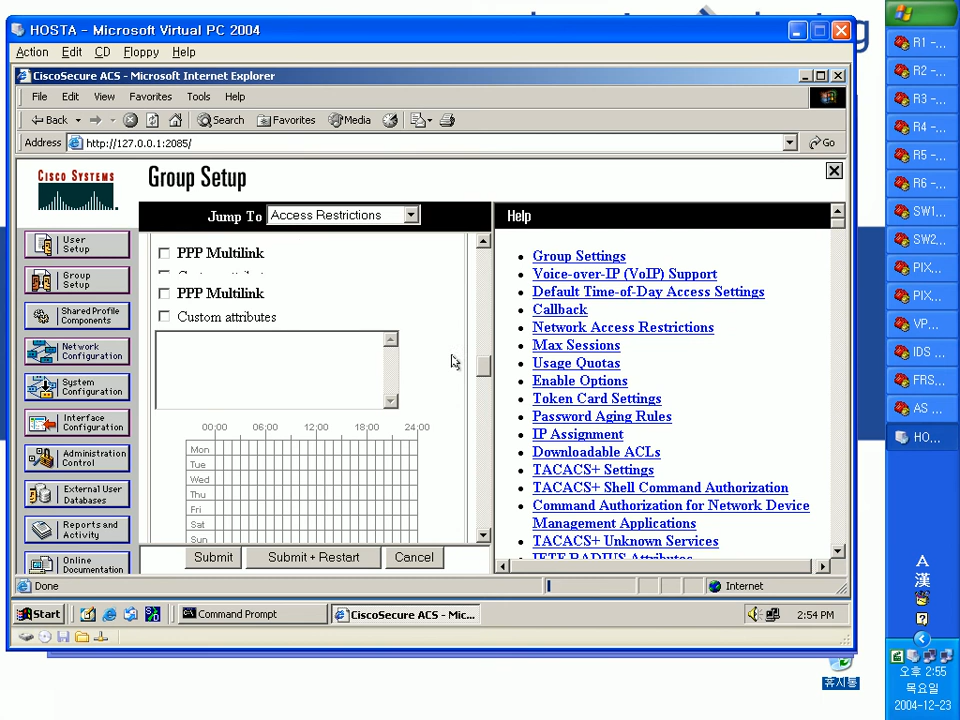 HOSTA - Microsoft Virtual PC 2004
Action Edit CD Floppy Help
CiscoSecure ACS - Microsoft Internet Explorer
File Edit View Favorites Tools Help
Back Search Favorites Media
Address http://127.0.0.1:2085/ Go
CISCO SYSTEMS
Group Setup
Jump To Access Restrictions
Help
User Setup
Group Setup
Shared Profile Components
Network Configuration
System Configuration
Interface Configuration
Administration Control
External User Databases
Reports and Activity
Online Documentation
PPP Multilink
PPP Multilink
Custom attributes
00:00 06:00 12:00 18:00 24:00
Mon
Tue
Wed
Thu
Fri
Sat
Sun
Submit Submit + Restart Cancel
Group Settings
Voice-over-IP (VoIP) Support
Default Time-of-Day Access Settings
Callback
Network Access Restrictions
Max Sessions
Usage Quotas
Enable Options
Token Card Settings
Password Aging Rules
IP Assignment
Downloadable ACLs
TACACS+ Settings
TACACS+ Shell Command Authorization
Command Authorization for Network Device
Management Applications
TACACS+ Unknown Services
IETF RADIUS Attributes
Done Internet
Start Command Prompt CiscoSecure ACS - Mic... 2:54 PM
R1 -...
R2 -...
R3 -...
R4 -...
R5 -...
R6 -...
SW1...
SW2...
PIX...
PIX...
VP...
IDS ...
FRS...
AS ...
HO...
A
漢
휴지통
오후 2:55
목요일
2004-12-23